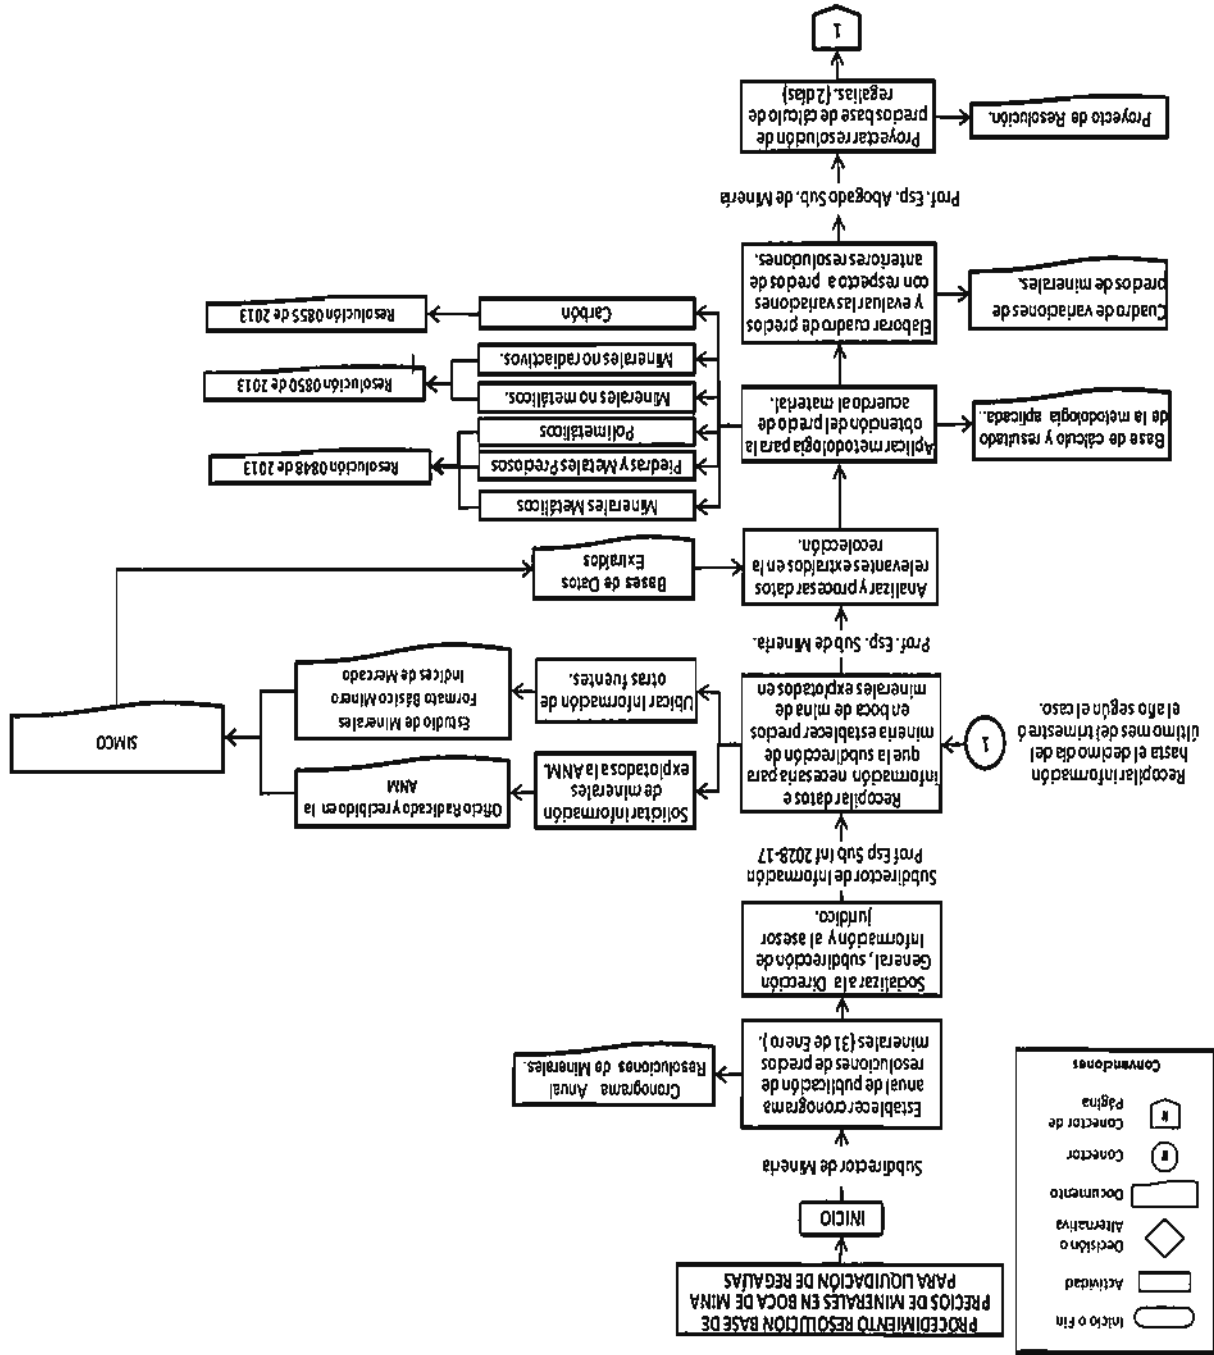 PROCEDIMIENTO RESOLUCIÓN BASE DE
PRECIOS DE MINERALES EN BOCA DE MINA
PARA LIQUIDACIÓN DE REGALÍAS
INICIO
Subdirector de Minería
Establecer cronograma
anual de publicación de
resoluciones de precios
minerales (31 de Enero).
Cronograma Anual
Resoluciones de Minerales.
Socializar a la Dirección
General, subdirección de
Información y al asesor
jurídico.
Subdirector de Información
Prof Esp Sub Inf 2028-17
Recopilar información
hasta el decimo día del
último mes del trimestre ó
el año según el caso.
1
Recopilar datos e
información necesaria para
que la subdirección de
minería establecer precios
en boca de mina de
minerales explotados en
Solicitar Información
de minerales
explotados a la ANM.
Oficio Radicado y recibido en la
ANM
Ubicar Información de
otras fuentes.
Estudio de Minerales
Formato Básico Minero
Indices de Mercado
SIMCO
Prof. Esp. Sub de Minería.
Analizar y procesar datos
relevantes extraídos en la
recolección.
Bases de Datos
Extraídos
Aplicar metodología para la
obtención del precio de
acuerdo al material.
Base de cálculo y resultado
de la metodología aplicada..
Minerales Metálicos
Piedras y Metales Preciosos
Polimetálicos
Resolución 0848 de 2013
Minerales no metálicos.
Minerales no radiactivos.
Resolución 0850 de 2013
Carbón
Resolución 0855 de 2013
Elaborar cuadro de precios
y evaluar las variaciones
con respecto a precios de
anteriores resoluciones.
Cuadro de variaciones de
precios de minerales.
Prof. Esp. Abogado Sub. de Minería
Proyectar resolución de
precios base de cálculo de
regalías. (2 días)
Proyecto de Resolución.
1
Inicio o Fin
Actividad
Decisión o
Alternativa
Documento
Conector
Conector de
Página
Convenciones